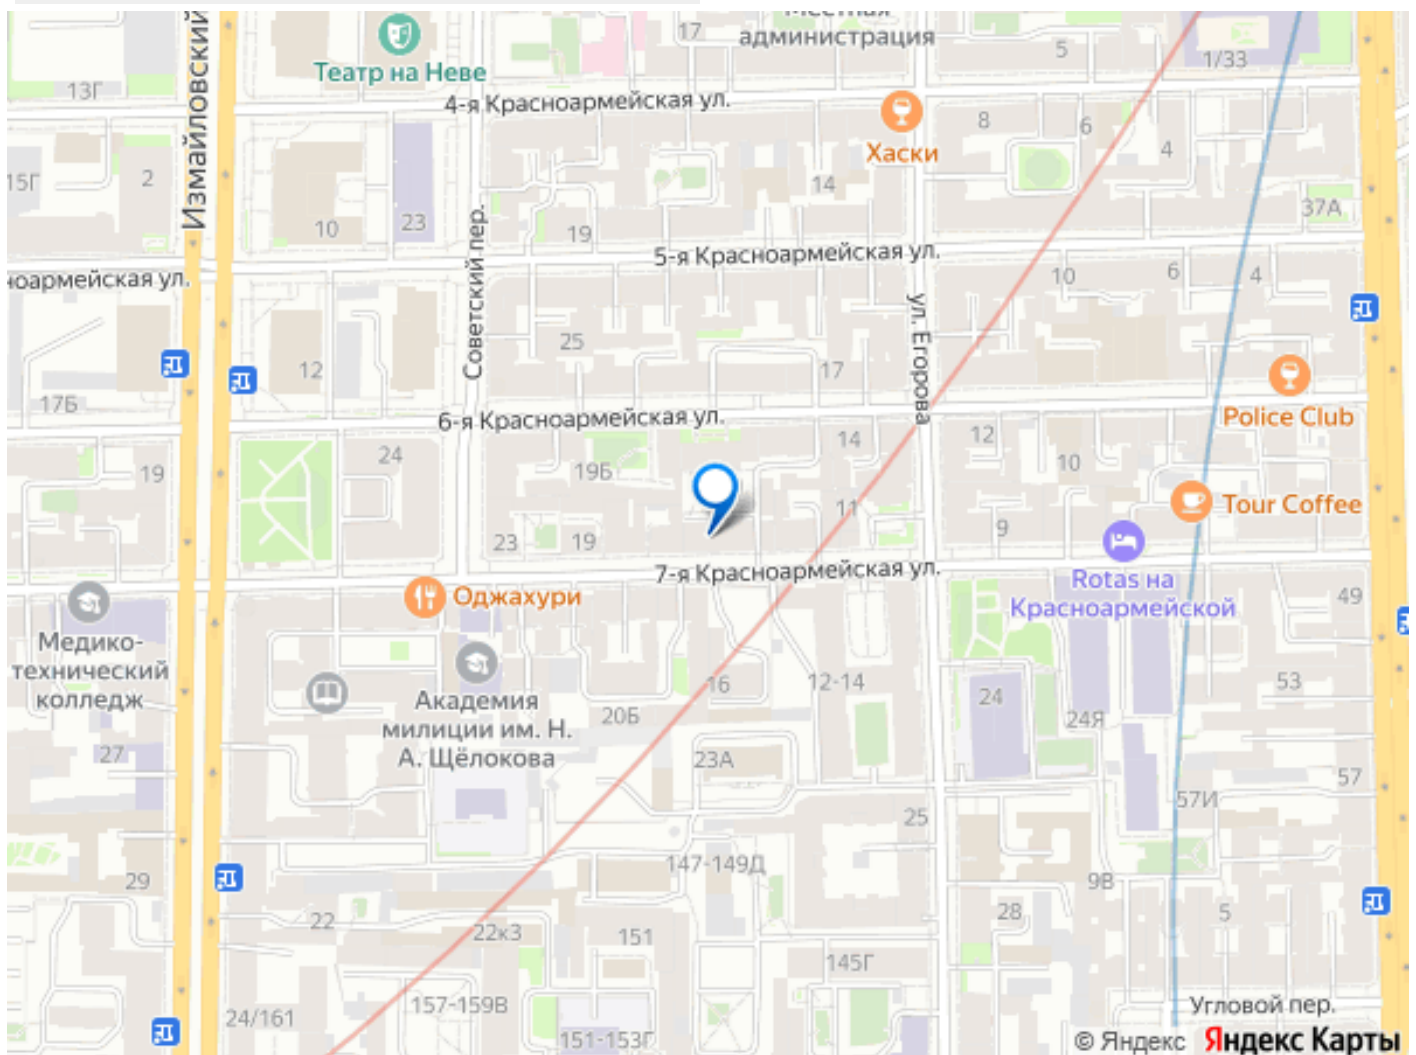 Местная
администрация
17
5
1/33
Измайловский
Театр на Неве
13Г
4-я Красноармейская ул.
Хаски
8
6
4
15Г
2
14
10
23
Советский пер.
19
37А
5-я Красноармейская ул.
ноармейская ул.
10
6
4
ул. Егорова
25
12
17
17Б
6-я Красноармейская ул.
Police Club
19
24
19Б
14
12
10
11
Tour Coffee
23
19
9
7-я Красноармейская ул.
Rotas на
Красноармейской
Оджахури
49
Медико-
технический
колледж
Академия
милиции им. Н.
А. Щёлокова
16
12-14
20Б
24
24Я
53
27
23А
57
57И
25
147-149Д
29
9В
22
22к3
151
28
5
145Г
157-159В
24/161
151-153Г
Угловой пер.
© Яндекс Яндекс Карты